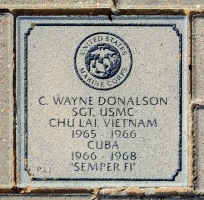 UNITED STATES
MARINE CORPS
C. WAYNE DONALSON
SGT. USMC
CHU LAI, VIETNAM
1965 - 1966
CUBA
1966 - 1968
"SEMPER FI"